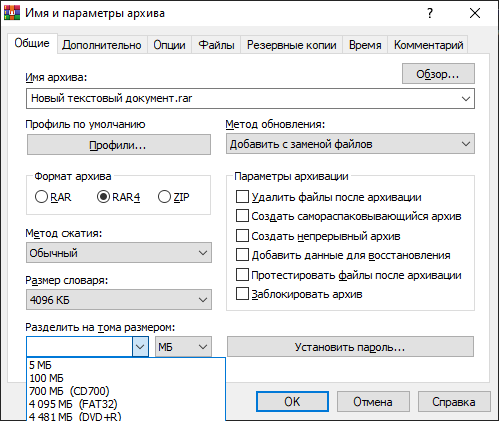 Имя и параметры архива
?
Общие Дополнительно Опции Файлы Резервные копии Время Комментарий
Имя архива:
Обзор...
Новый текстовый документ.rar
Профиль по умолчанию
Метод обновления:
Профили...
Добавить с заменой файлов
Формат архива
RAR RAR4 ZIP
Параметры архивации
Удалить файлы после архивации
Создать самораспаковывающийся архив
Создать непрерывный архив
Добавить данные для восстановления
Протестировать файлы после архивации
Заблокировать архив
Метод сжатия:
Обычный
Размер словаря:
4096 КБ
Разделить на тома размером:
МБ
Установить пароль...
5 МБ
100 МБ
700 МБ (CD700)
4 095 МБ (FAT32)
4 481 МБ (DVD+R)
ОК Отмена Справка